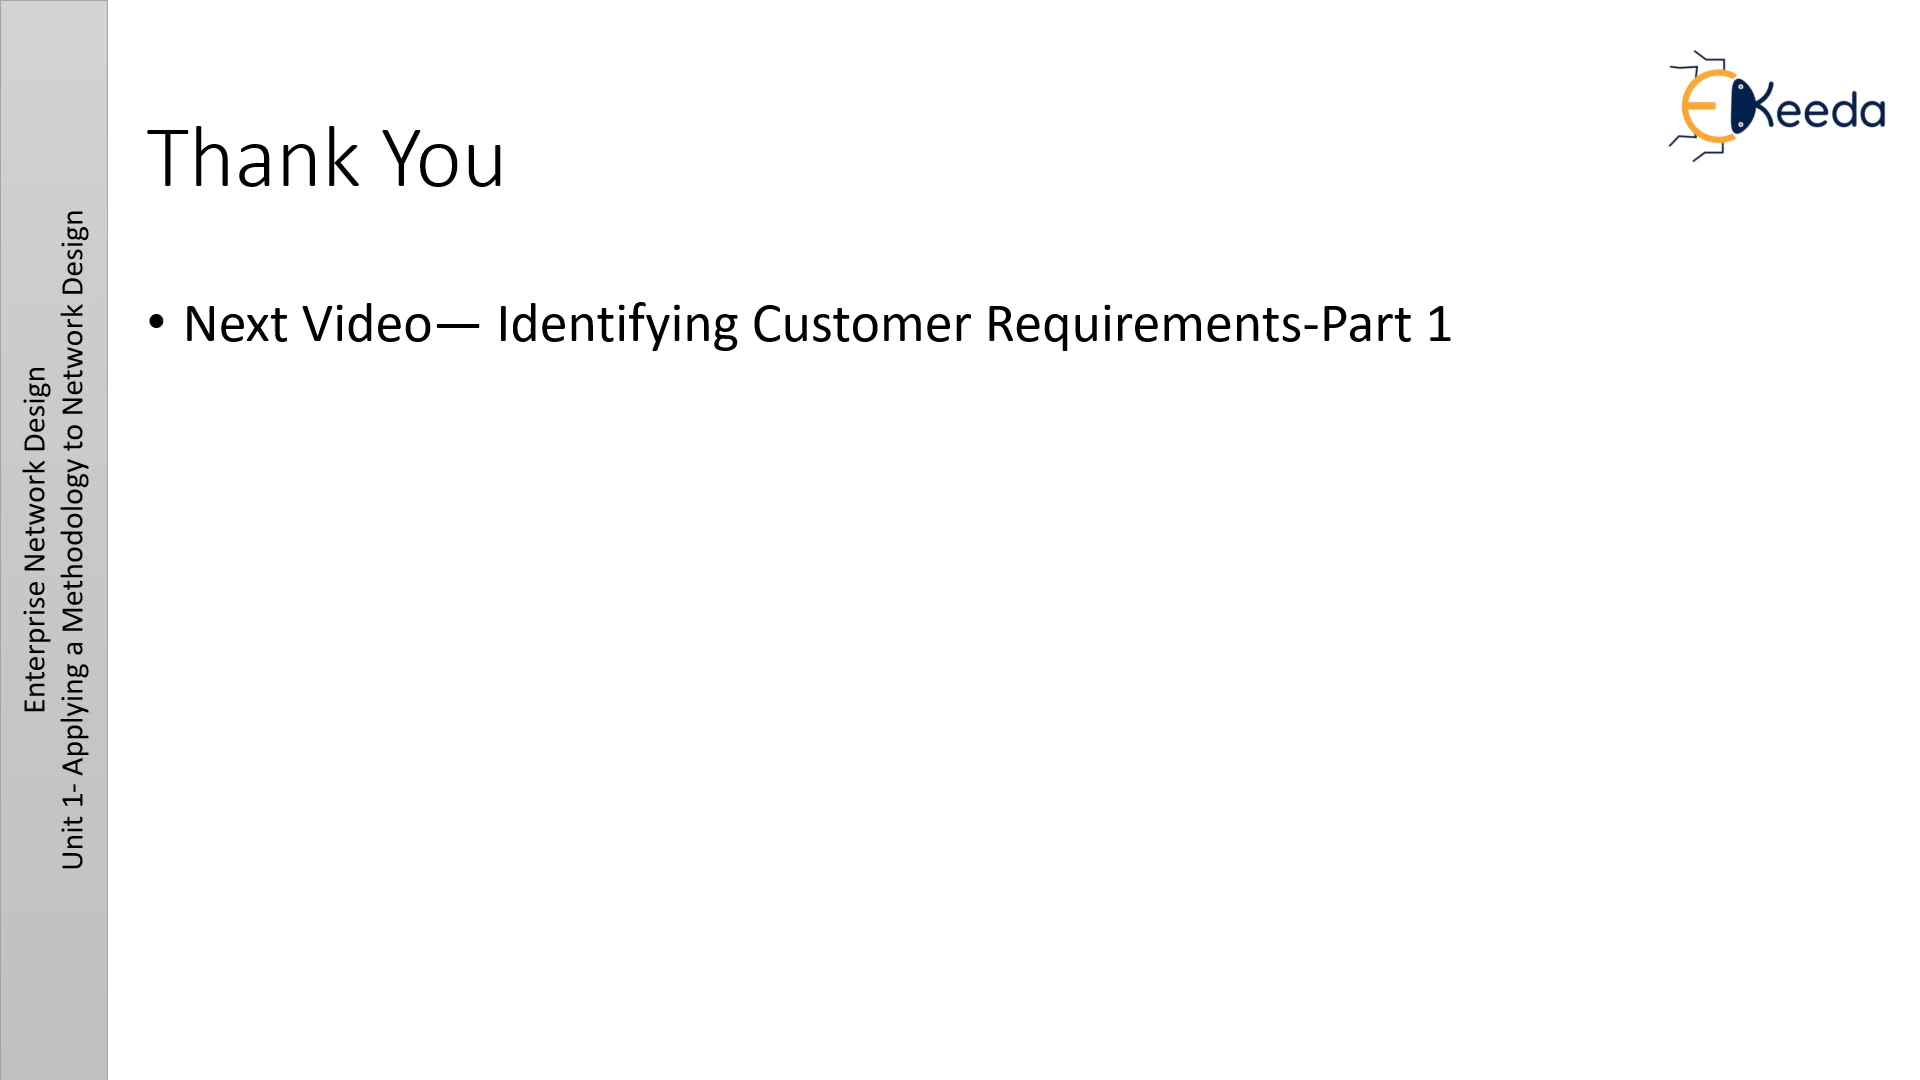 Enterprise Network Design
Unit 1- Applying a Methodology to Network Design
EKeeda
Thank You
• Next Video— Identifying Customer Requirements-Part 1